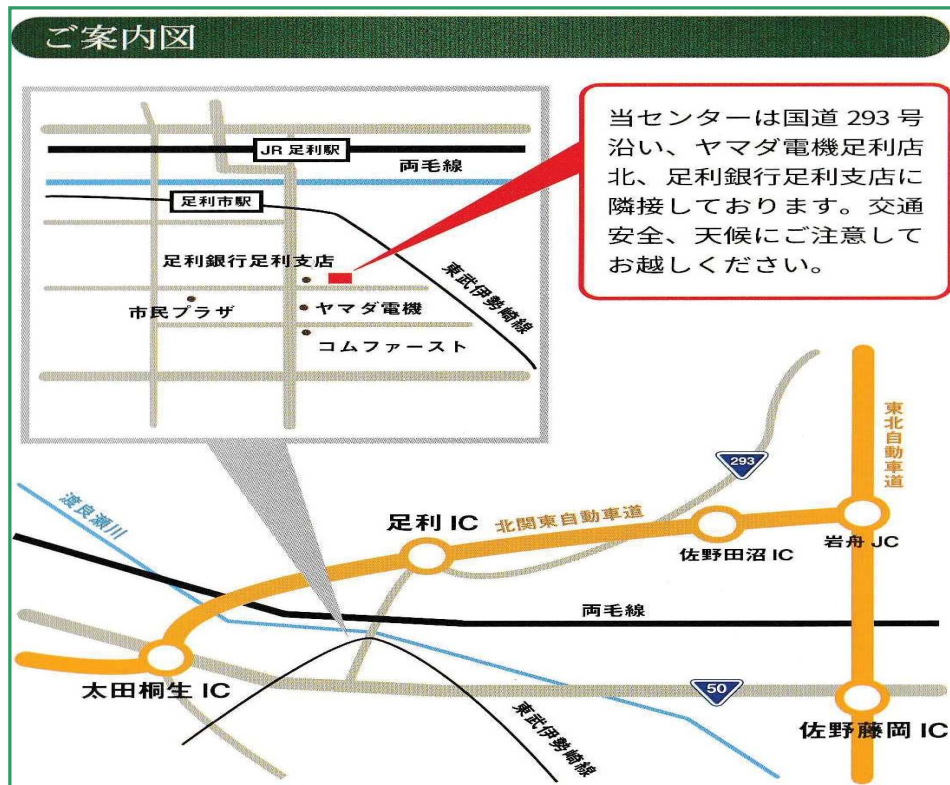 ご案内図
当センターは国道 293 号
沿い、ヤマダ電機足利店
北、足利銀行足利支店に
隣接しております。交通
安全、天候にご注意して
お越しください。
JR 足利駅
両毛線
足利市駅
足利銀行足利支店
東武伊勢崎線
市民プラザ
ヤマダ電機
コムファースト
東北自動車道
293
渡良瀬川
足利 IC
北関東自動車道
佐野田沼 IC
岩舟 JC
両毛線
太田桐生 IC
50
東武伊勢崎線
佐野藤岡 IC